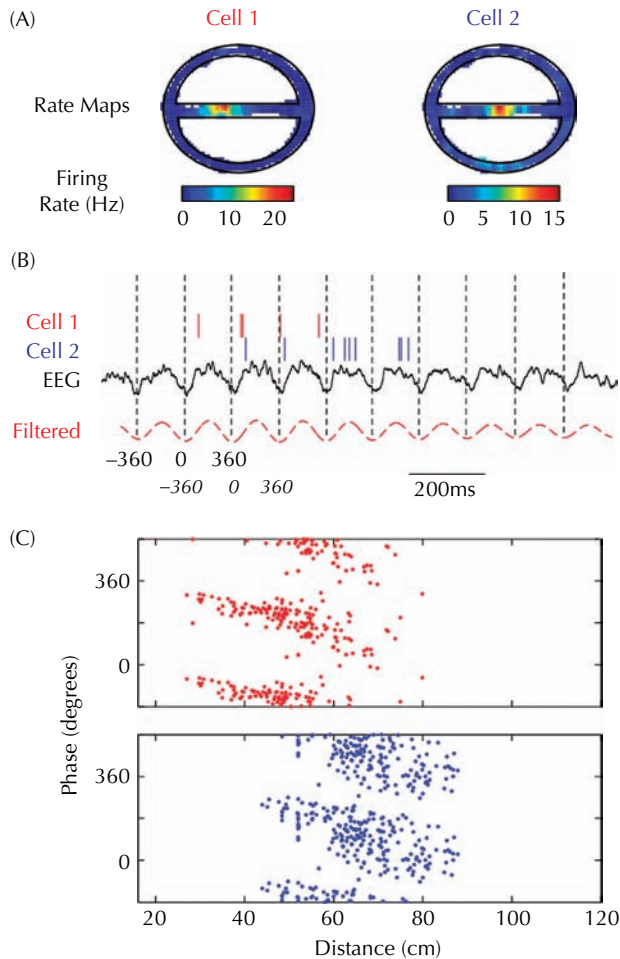 (A) Cell 1 Cell 2
Rate Maps
Firing
Rate (Hz)
0 10 20 0 5 10 15
(B)
Cell 1
Cell 2
EEG
Filtered
−360 0 360
−360 0 360
200ms
(C)
360
0
Phase (degrees)
360
0
20 40 60 80 100 120
Distance (cm)